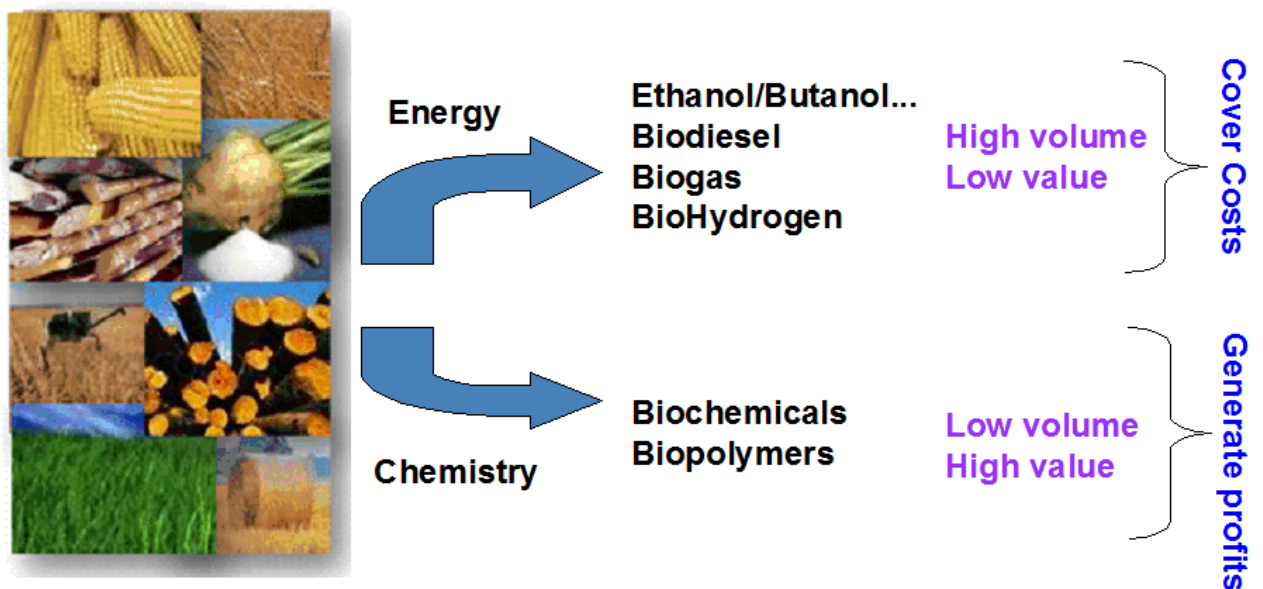 Energy
Ethanol/Butanol...
Biodiesel
Biogas
BioHydrogen
High volume
Low value
Cover Costs
Chemistry
Biochemicals
Biopolymers
Low volume
High value
Generate profits